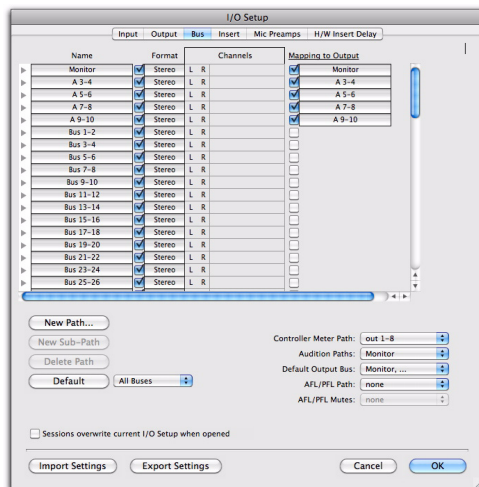 I/O Setup
Input Output Bus Insert Mic Preamps H/W Insert Delay
Name Format Channels Mapping to Output
Monitor Stereo L R Monitor
A 3-4 Stereo L R A 3-4
A 5-6 Stereo L R A 5-6
A 7-8 Stereo L R A 7-8
A 9-10 Stereo L R A 9-10
Bus 1-2 Stereo L R
Bus 3-4 Stereo L R
Bus 5-6 Stereo L R
Bus 7-8 Stereo L R
Bus 9-10 Stereo L R
Bus 11-12 Stereo L R
Bus 13-14 Stereo L R
Bus 15-16 Stereo L R
Bus 17-18 Stereo L R
Bus 19-20 Stereo L R
Bus 21-22 Stereo L R
Bus 23-24 Stereo L R
Bus 25-26 Stereo L R
New Path...
New Sub-Path
Delete Path
Default All Buses
Controller Meter Path: out 1-8
Audition Paths: Monitor
Default Output Bus: Monitor, ...
AFL/PFL Path: none
AFL/PFL Mutes: none
Sessions overwrite current I/O Setup when opened
Import Settings Export Settings Cancel OK